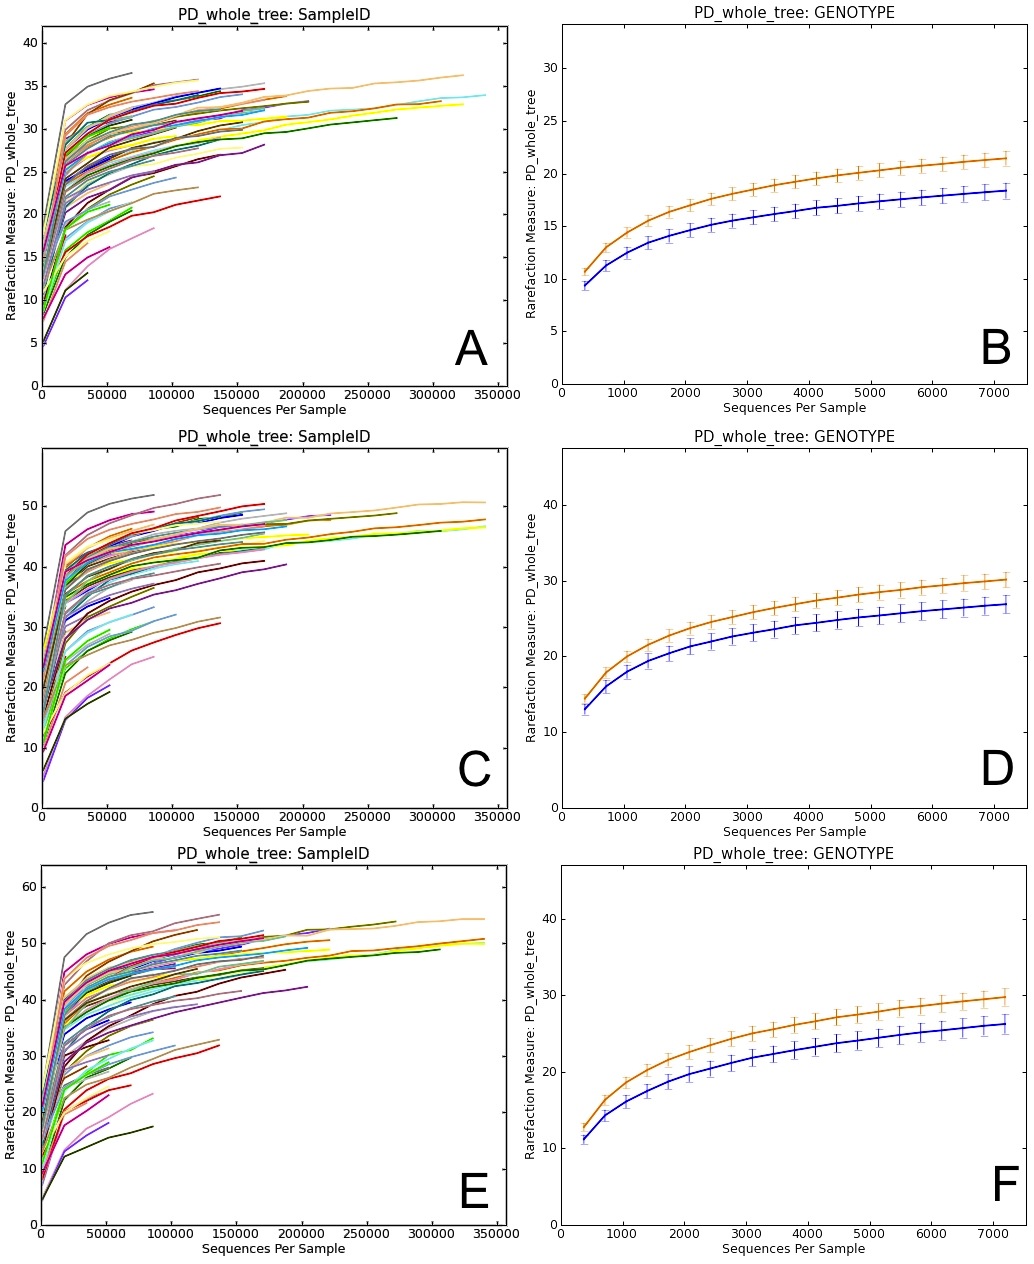 PD_whole_tree: SampleID
Rarefaction Measure: PD_whole_tree
40
35
30
25
20
15
10
5
0
0 50000 100000 150000 200000 250000 300000 350000
Sequences Per Sample
A
PD_whole_tree: GENOTYPE
Rarefaction Measure: PD_whole_tree
30
25
20
15
10
5
0
0 1000 2000 3000 4000 5000 6000 7000
Sequences Per Sample
B
PD_whole_tree: SampleID
Rarefaction Measure: PD_whole_tree
50
40
30
20
10
0
0 50000 100000 150000 200000 250000 300000 350000
Sequences Per Sample
C
PD_whole_tree: GENOTYPE
Rarefaction Measure: PD_whole_tree
40
30
20
10
0
0 1000 2000 3000 4000 5000 6000 7000
Sequences Per Sample
D
PD_whole_tree: SampleID
Rarefaction Measure: PD_whole_tree
60
50
40
30
20
10
0
0 50000 100000 150000 200000 250000 300000 350000
Sequences Per Sample
E
PD_whole_tree: GENOTYPE
Rarefaction Measure: PD_whole_tree
40
30
20
10
0
0 1000 2000 3000 4000 5000 6000 7000
Sequences Per Sample
F